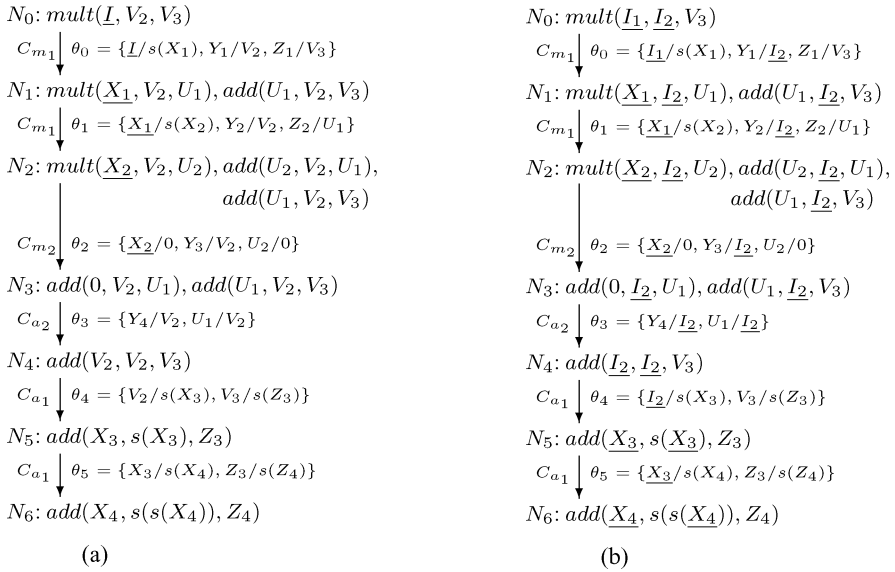 N₀: mult(I, V₂, V₃)
C_{m₁} θ₀ = {I/s(X₁), Y₁/V₂, Z₁/V₃}
N₁: mult(X₁, V₂, U₁), add(U₁, V₂, V₃)
C_{m₁} θ₁ = {X₁/s(X₂), Y₂/V₂, Z₂/U₁}
N₂: mult(X₂, V₂, U₂), add(U₂, V₂, U₁),
add(U₁, V₂, V₃)
C_{m₂} θ₂ = {X₂/0, Y₃/V₂, U₂/0}
N₃: add(0, V₂, U₁), add(U₁, V₂, V₃)
C_{a₂} θ₃ = {Y₄/V₂, U₁/V₂}
N₄: add(V₂, V₂, V₃)
C_{a₁} θ₄ = {V₂/s(X₃), V₃/s(Z₃)}
N₅: add(X₃, s(X₃), Z₃)
C_{a₁} θ₅ = {X₃/s(X₄), Z₃/s(Z₄)}
N₆: add(X₄, s(s(X₄)), Z₄)
(a)
N₀: mult(I₁, I₂, V₃)
C_{m₁} θ₀ = {I₁/s(X₁), Y₁/I₂, Z₁/V₃}
N₁: mult(X₁, I₂, U₁), add(U₁, I₂, V₃)
C_{m₁} θ₁ = {X₁/s(X₂), Y₂/I₂, Z₂/U₁}
N₂: mult(X₂, I₂, U₂), add(U₂, I₂, U₁),
add(U₁, I₂, V₃)
C_{m₂} θ₂ = {X₂/0, Y₃/I₂, U₂/0}
N₃: add(0, I₂, U₁), add(U₁, I₂, V₃)
C_{a₂} θ₃ = {Y₄/I₂, U₁/I₂}
N₄: add(I₂, I₂, V₃)
C_{a₁} θ₄ = {I₂/s(X₃), V₃/s(Z₃)}
N₅: add(X₃, s(X₃), Z₃)
C_{a₁} θ₅ = {X₃/s(X₄), Z₃/s(Z₄)}
N₆: add(X₄, s(s(X₄)), Z₄)
(b)